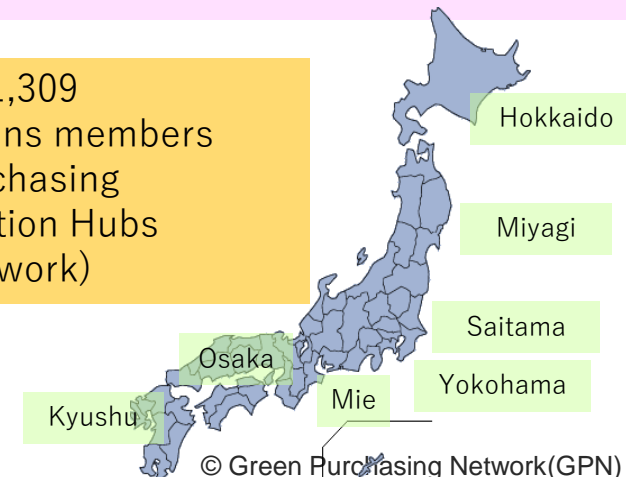 ,309
ns members
chasing
tion Hubs
work)
Hokkaido
Miyagi
Saitama
Osaka
Yokohama
Mie
Kyushu
© Green Purchasing Network(GPN)